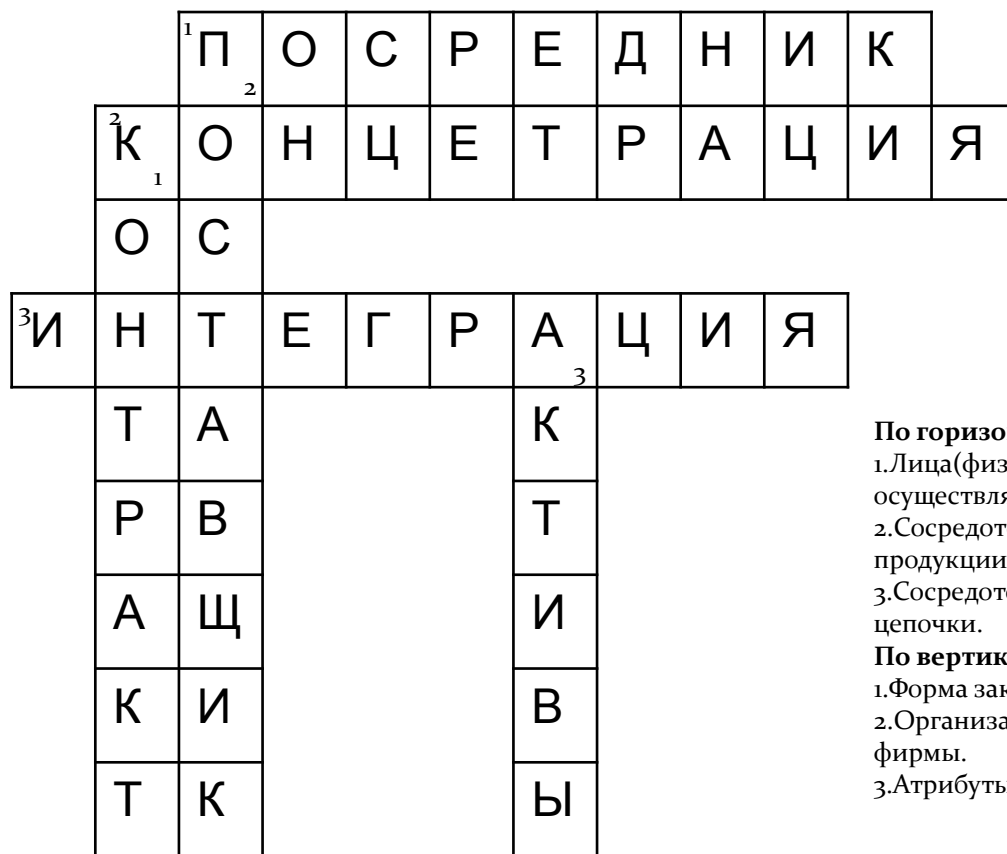 1 П О С Р Е Д Н И К
2
2 К О Н Ц Е Т Р А Ц И Я
1
О С
3 И Н Т Е Г Р А Ц И Я
3
Т А К
Р В Т
А Щ И
К И В
Т К Ы
По горизо
1.Лица(физ
осуществля
2.Сосредот
продукции
3.Сосредото
цепочки.
По вертик
1.Форма зак
2.Организа
фирмы.
3.Атрибуты